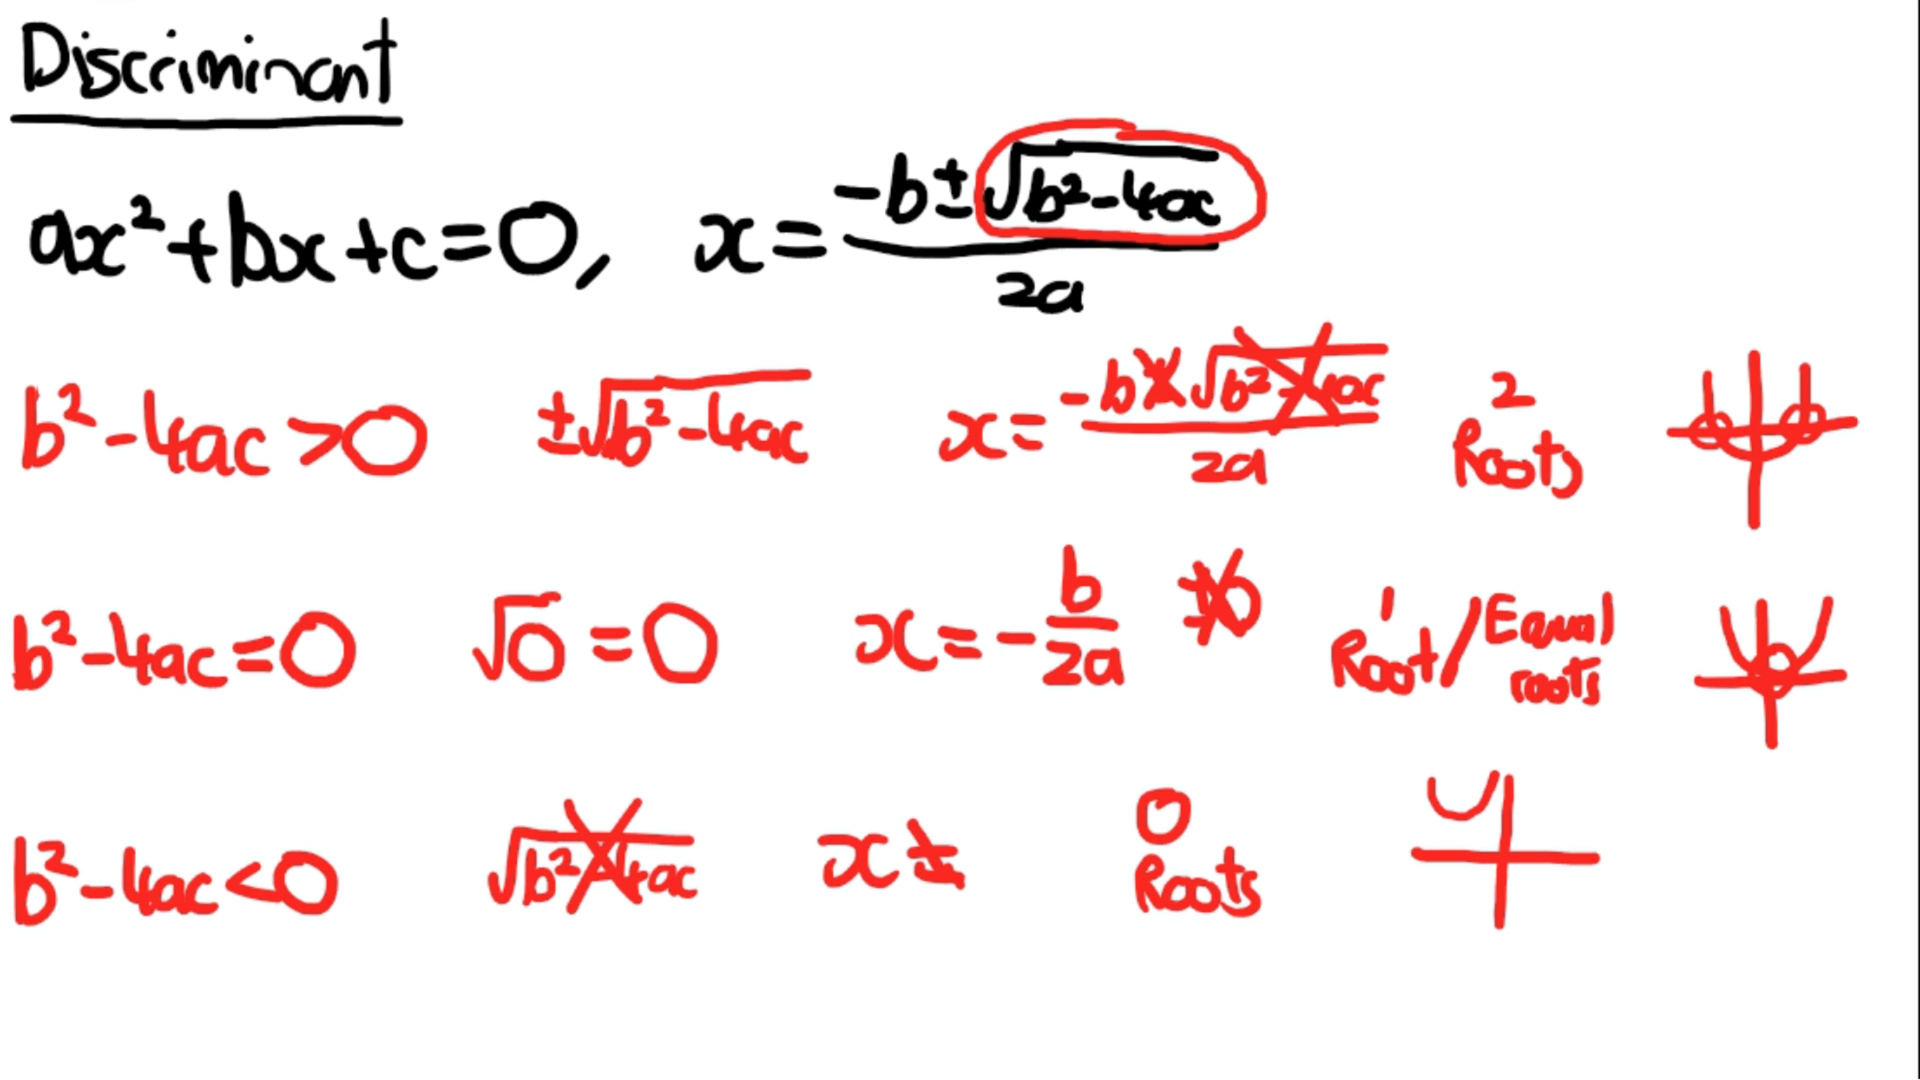 Discriminant
ax²+bx+c=0, x=(-b±√(b²-4ac))/2a
b²-4ac>0 ±√(b²-4ac) x=(-b±√(b²-4ac))/2a 2 Roots
b²-4ac=0 √0=0 x=-b/2a ±0 1 Root/Equal roots
b²-4ac<0 √(b²-4ac) x= 0 Roots